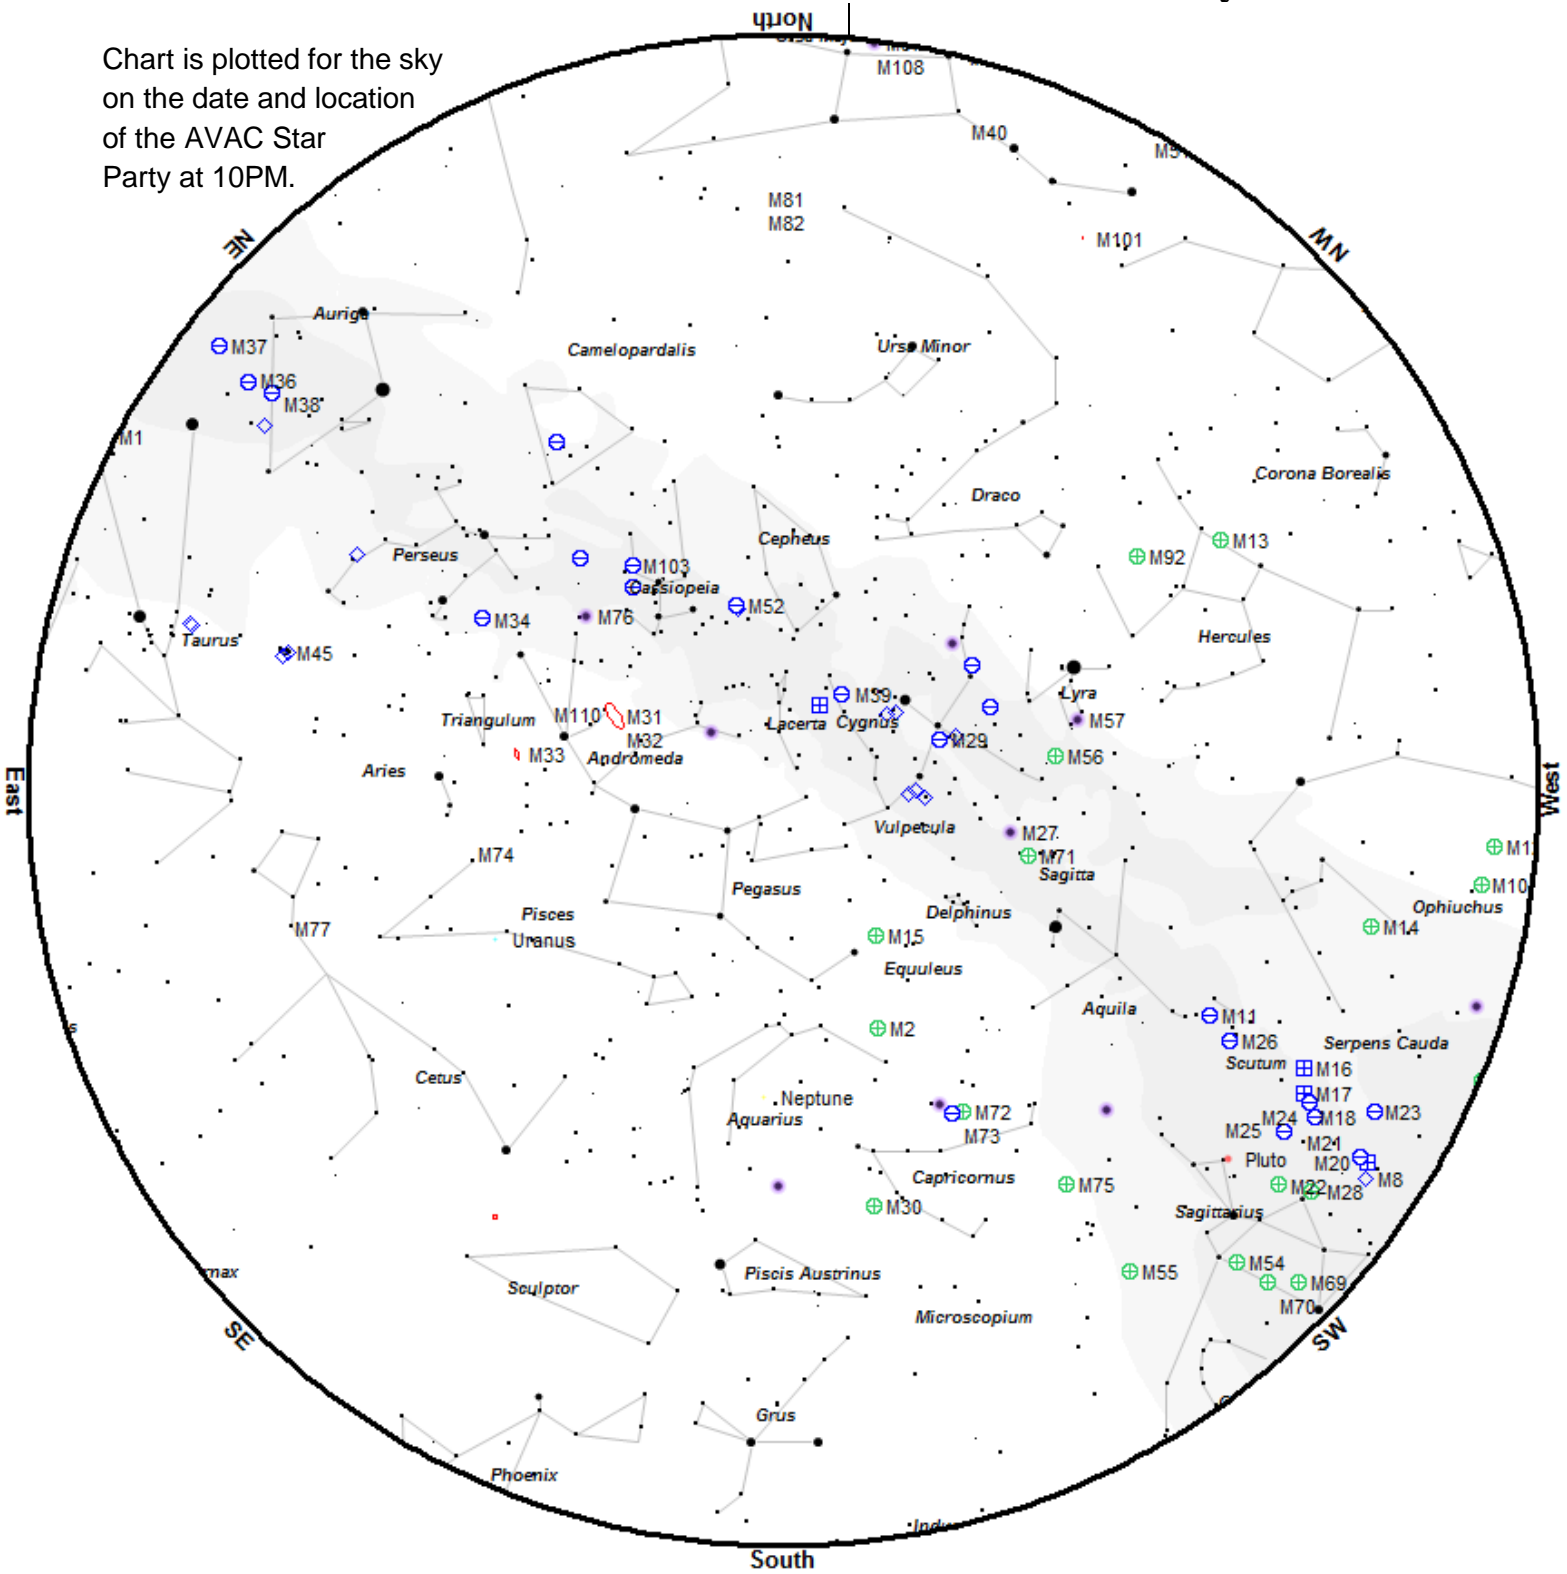 North
Chart is plotted for the sky
on the date and location
of the AVAC Star
Party at 10PM.
M108
M40
M81
M82
M101
NE
NW
Auriga
M37
Camelopardalis
Ursa Minor
M36
M38
M1
Corona Borealis
Draco
Cepheus
M13
Perseus
M92
M103
Cassiopeia
M52
M34
M76
Taurus
Hercules
M45
Lyra
M39
Triangulum
M110
M31
Lacerta
Cygnus
M57
M32
M29
M33
Andromeda
M56
Aries
East
West
Vulpecula
M27
M74
M71
Sagitta
Pegasus
M10
Pisces
Delphinus
Ophiuchus
M77
Uranus
M15
M14
Equuleus
Aquila
M11
M2
M26
Serpens Cauda
Scutum
M16
Cetus
M17
Neptune
Aquarius
M72
M24
M18
M23
M73
M25
M21
Pluto
M20
Capricornus
M75
M22
M8
M28
M30
Sagittarius
M54
Piscis Austrinus
M55
M69
Sculptor
M70
Microscopium
SE
SW
Grus
Phoenix
South